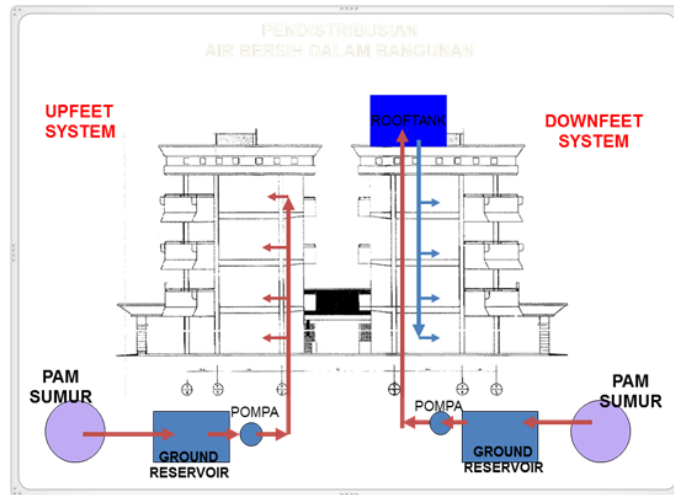 PENDISTRIBUSIAN
AIR BERSIH DALAM BANGUNAN
UPFEET
SYSTEM
ROOFTANK
DOWNFEET
SYSTEM
PAM
SUMUR
POMPA
GROUND
RESERVOIR
POMPA
GROUND
RESERVOIR
PAM
SUMUR